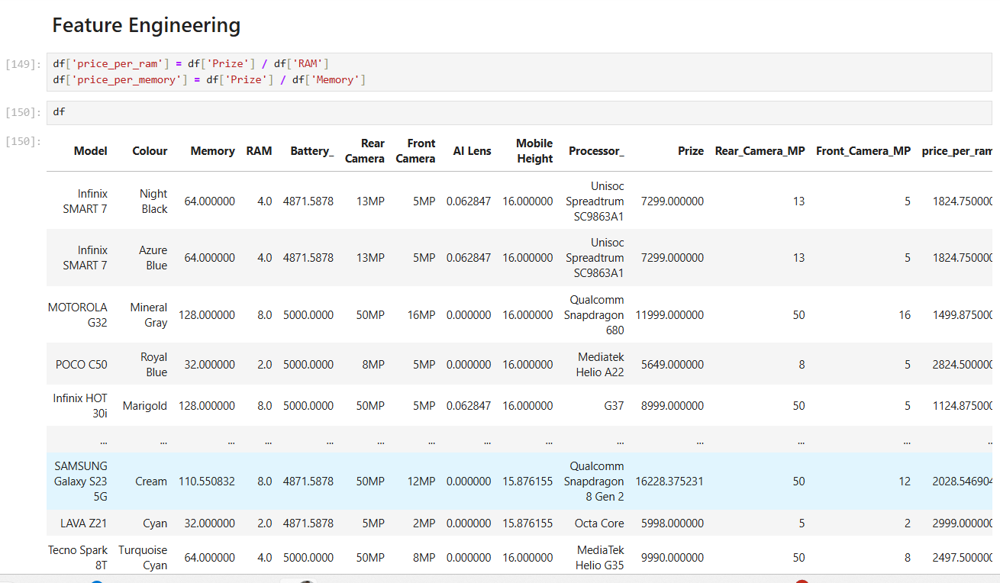 Feature Engineering
[149]: df['price_per_ram'] = df['Prize'] / df['RAM']
df['price_per_memory'] = df['Prize'] / df['Memory']
[150]: df
[150]:
Model Colour Memory RAM Battery_ Rear Camera Front Camera AI Lens Mobile Height Processor_ Prize Rear_Camera_MP Front_Camera_MP price_per_ram
Infinix SMART 7 Night Black 64.000000 4.0 4871.5878 13MP 5MP 0.062847 16.000000 Unisoc Spreadtrum SC9863A1 7299.000000 13 5 1824.750000
Infinix SMART 7 Azure Blue 64.000000 4.0 4871.5878 13MP 5MP 0.062847 16.000000 Unisoc Spreadtrum SC9863A1 7299.000000 13 5 1824.750000
MOTOROLA G32 Mineral Gray 128.000000 8.0 5000.0000 50MP 16MP 0.000000 16.000000 Qualcomm Snapdragon 680 11999.000000 50 16 1499.875000
POCO C50 Royal Blue 32.000000 2.0 5000.0000 8MP 5MP 0.000000 16.000000 Mediatek Helio A22 5649.000000 8 5 2824.500000
Infinix HOT 30i Marigold 128.000000 8.0 5000.0000 50MP 5MP 0.062847 16.000000 G37 8999.000000 50 5 1124.875000
... ... ... ... ... ... ... ... ... ... ... ... ... ..
SAMSUNG Galaxy S23 5G Cream 110.550832 8.0 4871.5878 50MP 12MP 0.000000 15.876155 Qualcomm Snapdragon 8 Gen 2 16228.375231 50 12 2028.546904
LAVA Z21 Cyan 32.000000 2.0 4871.5878 5MP 2MP 0.000000 15.876155 Octa Core 5998.000000 5 2 2999.000000
Tecno Spark 8T Turquoise Cyan 64.000000 4.0 5000.0000 50MP 8MP 0.000000 16.000000 MediaTek Helio G35 9990.000000 50 8 2497.500000